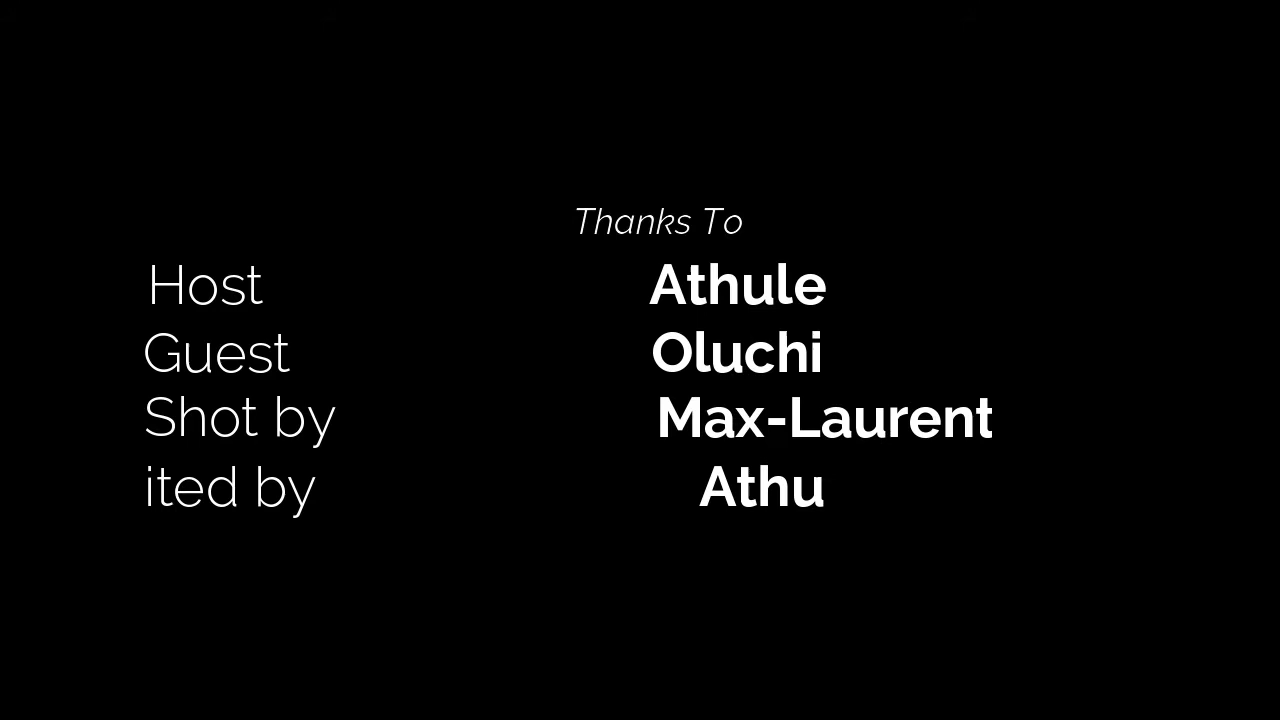 Thanks To
Host Athule
Guest Oluchi
Shot by Max-Laurent
ited by Athu